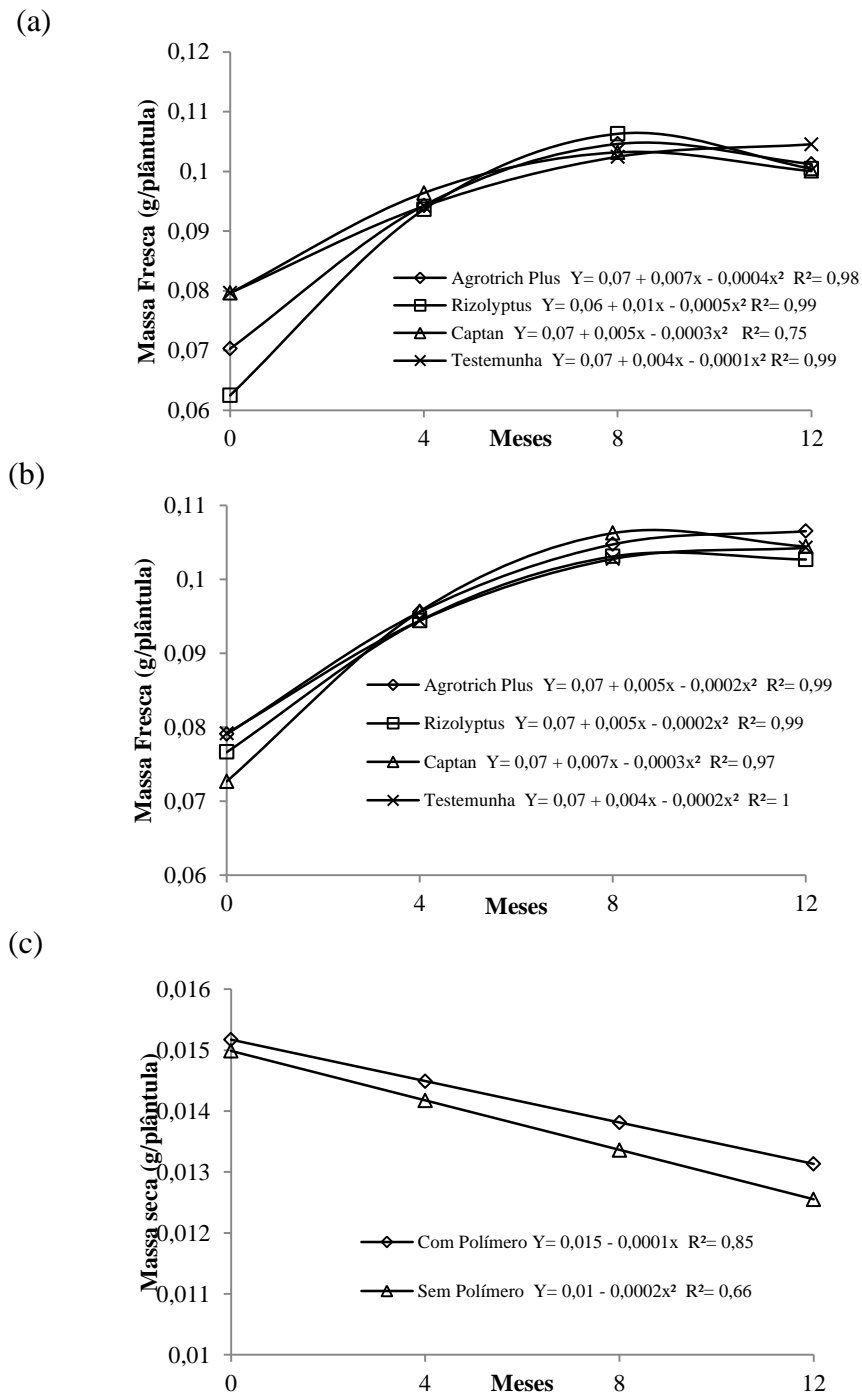 (a)
Massa Fresca (g/plântula)
0,12
0,11
0,1
0,09
0,08
0,07
0,06
Agrotrich Plus Y= 0,07 + 0,007x - 0,0004x² R²= 0,98
Rizolyptus Y= 0,06 + 0,01x - 0,0005x² R²= 0,99
Captan Y= 0,07 + 0,005x - 0,0003x² R²= 0,75
Testemunha Y= 0,07 + 0,004x - 0,0001x² R²= 0,99
0 4 8 12
Meses
(b)
Massa Fresca (g/plântula)
0,11
0,1
0,09
0,08
0,07
0,06
Agrotrich Plus Y= 0,07 + 0,005x - 0,0002x² R²= 0,99
Rizolyptus Y= 0,07 + 0,005x - 0,0002x² R²= 0,99
Captan Y= 0,07 + 0,007x - 0,0003x² R²= 0,97
Testemunha Y= 0,07 + 0,004x - 0,0002x² R²= 1
0 4 8 12
Meses
(c)
Massa seca (g/plântula)
0,016
0,015
0,014
0,013
0,012
0,011
0,01
Com Polímero Y= 0,015 - 0,0001x R²= 0,85
Sem Polímero Y= 0,01 - 0,0002x² R²= 0,66
0 4 8 12
Meses